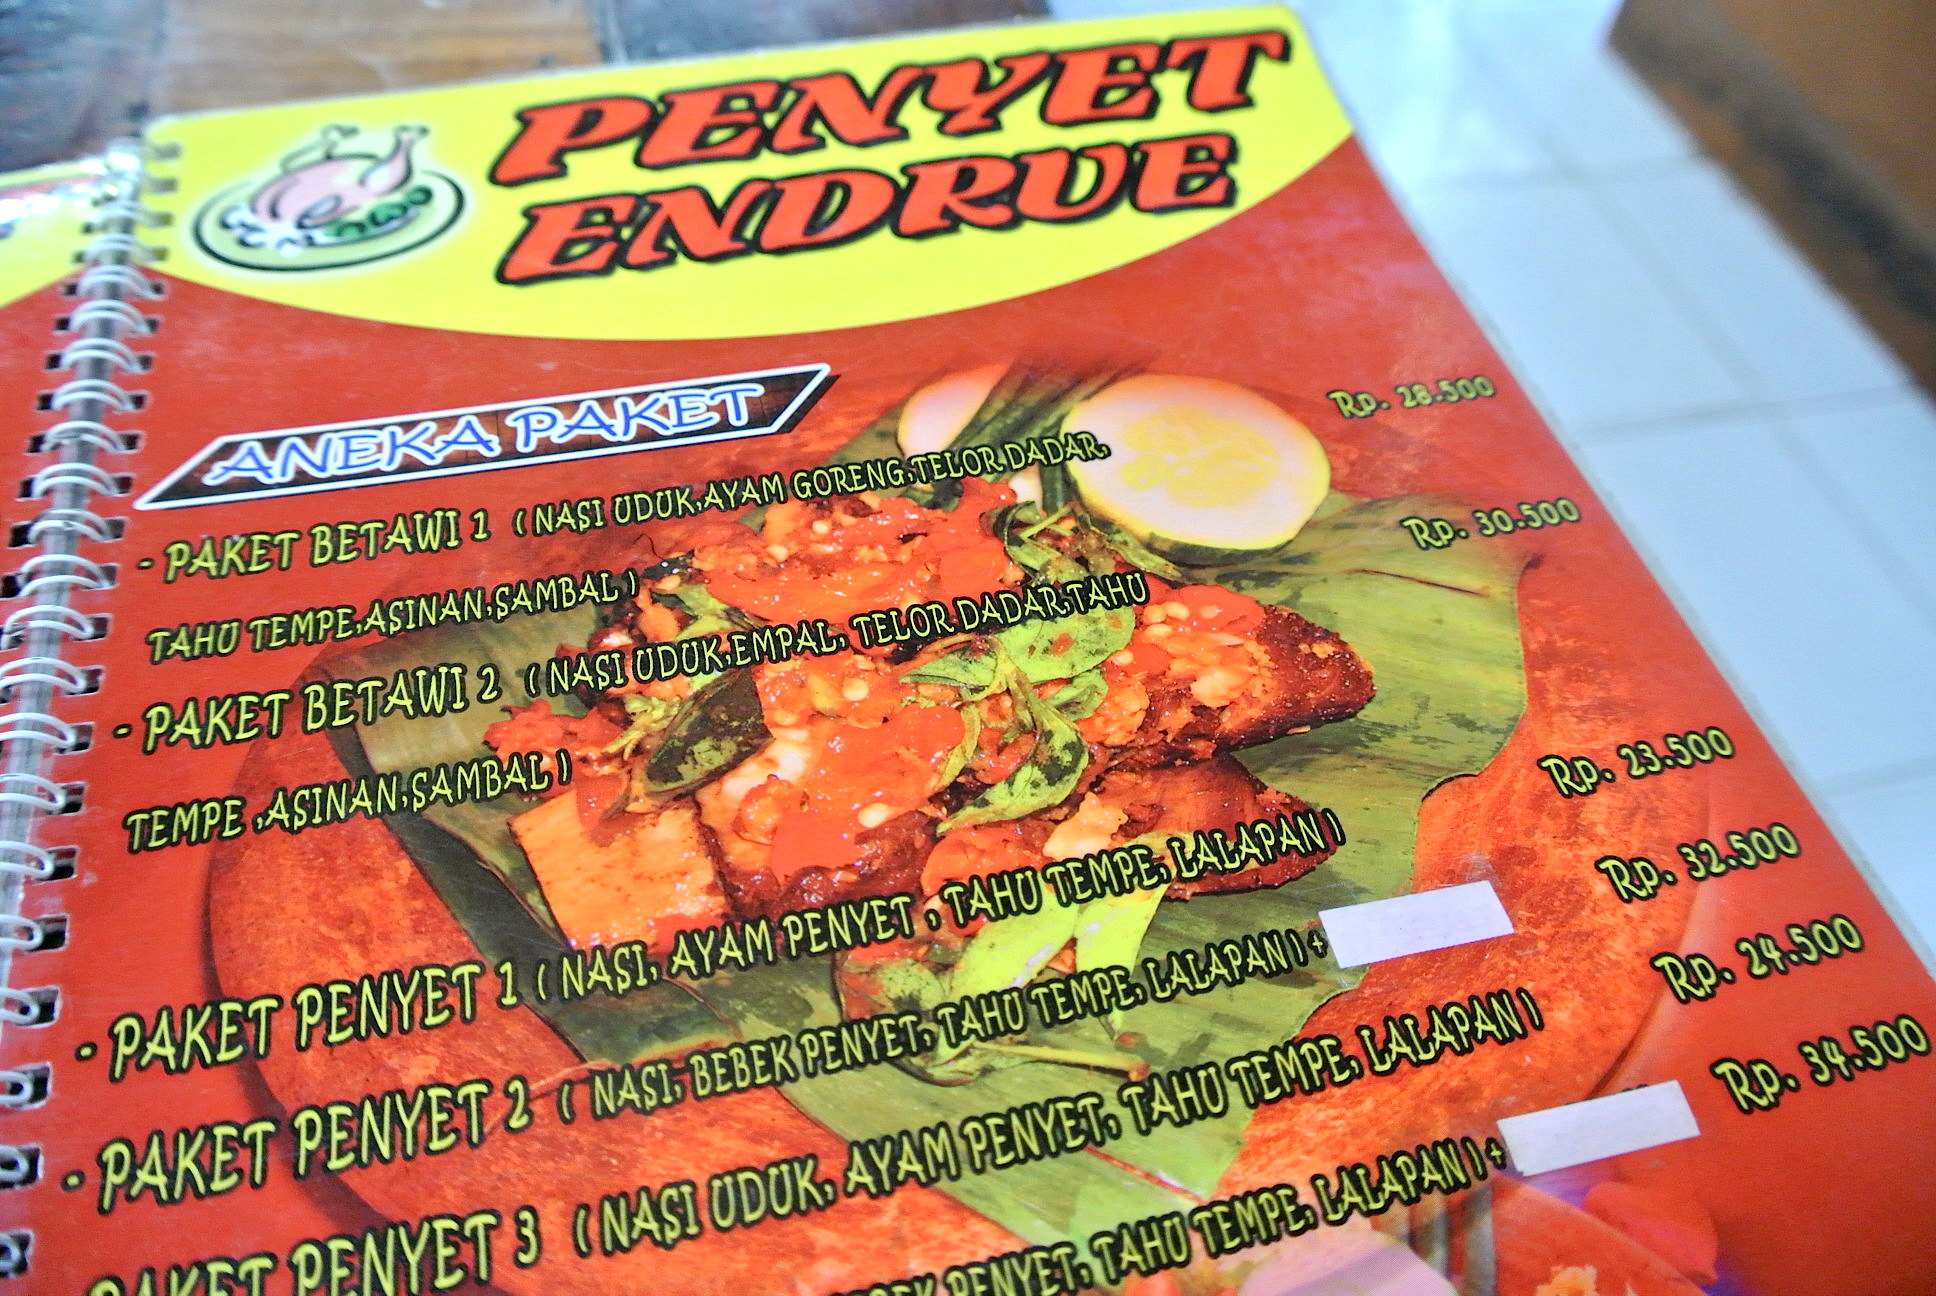 PENYET
ENDRUE
ANEKA PAKET
- PAKET BETAWI 1 ( NASI UDUK,AYAM GORENG,TELOR DADAR, Rp. 28.500
TAHU TEMPE,ASINAN,SAMBAL )
- PAKET BETAWI 2 ( NASI UDUK,EMPAL, TELOR DADAR,TAHU Rp. 30.500
TEMPE ,ASINAN,SAMBAL )
- PAKET PENYET 1 ( NASI, AYAM PENYET , TAHU TEMPE, LALAPAN ) Rp. 23.500
- PAKET PENYET 2 ( NASI, BEBEK PENYET, TAHU TEMPE, LALAPAN ) + Rp. 32.500
PAKET PENYET 3 ( NASI UDUK, AYAM PENYET, TAHU TEMPE, LALAPAN ) Rp. 24.500
PENYET, TAHU TEMPE, LALAPAN ) + Rp. 34.500